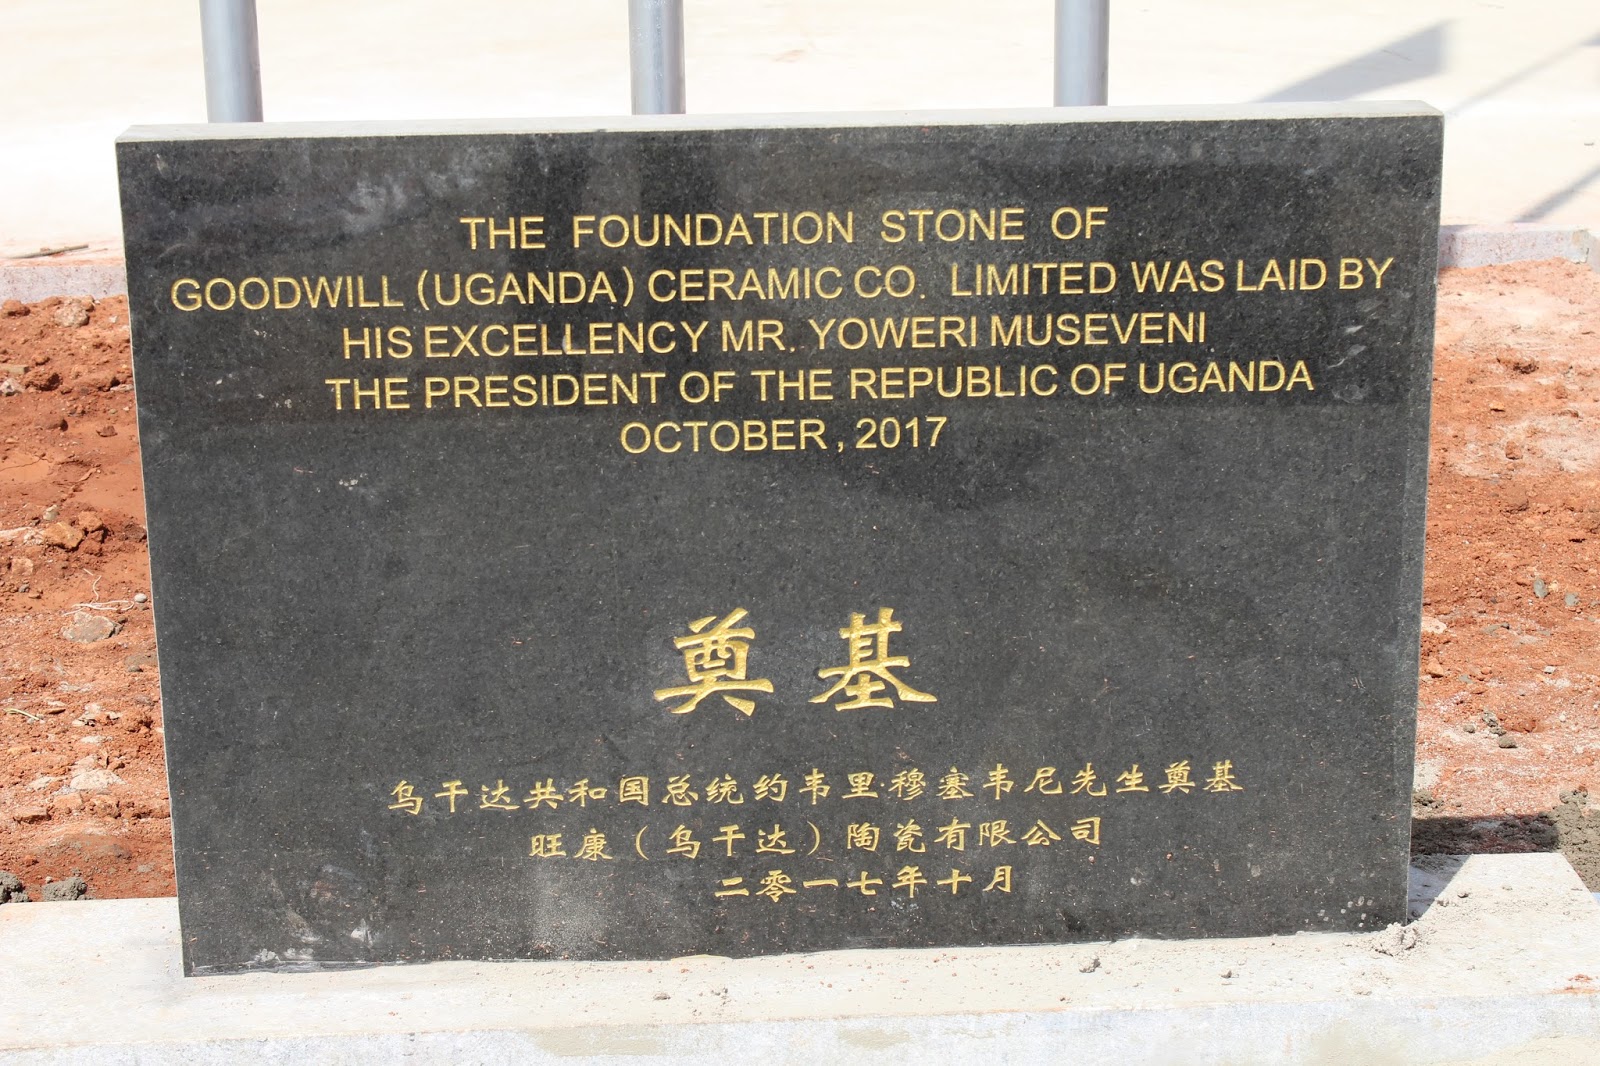 THE FOUNDATION STONE OF
GOODWILL (UGANDA) CERAMIC CO. LIMITED WAS LAID BY
HIS EXCELLENCY MR. YOWERI MUSEVENI
THE PRESIDENT OF THE REPUBLIC OF UGANDA
OCTOBER, 2017
奠基
乌干达共和国总统约韦里穆塞韦尼先生奠基
旺康（乌干达）陶瓷有限公司
二零一七年十月